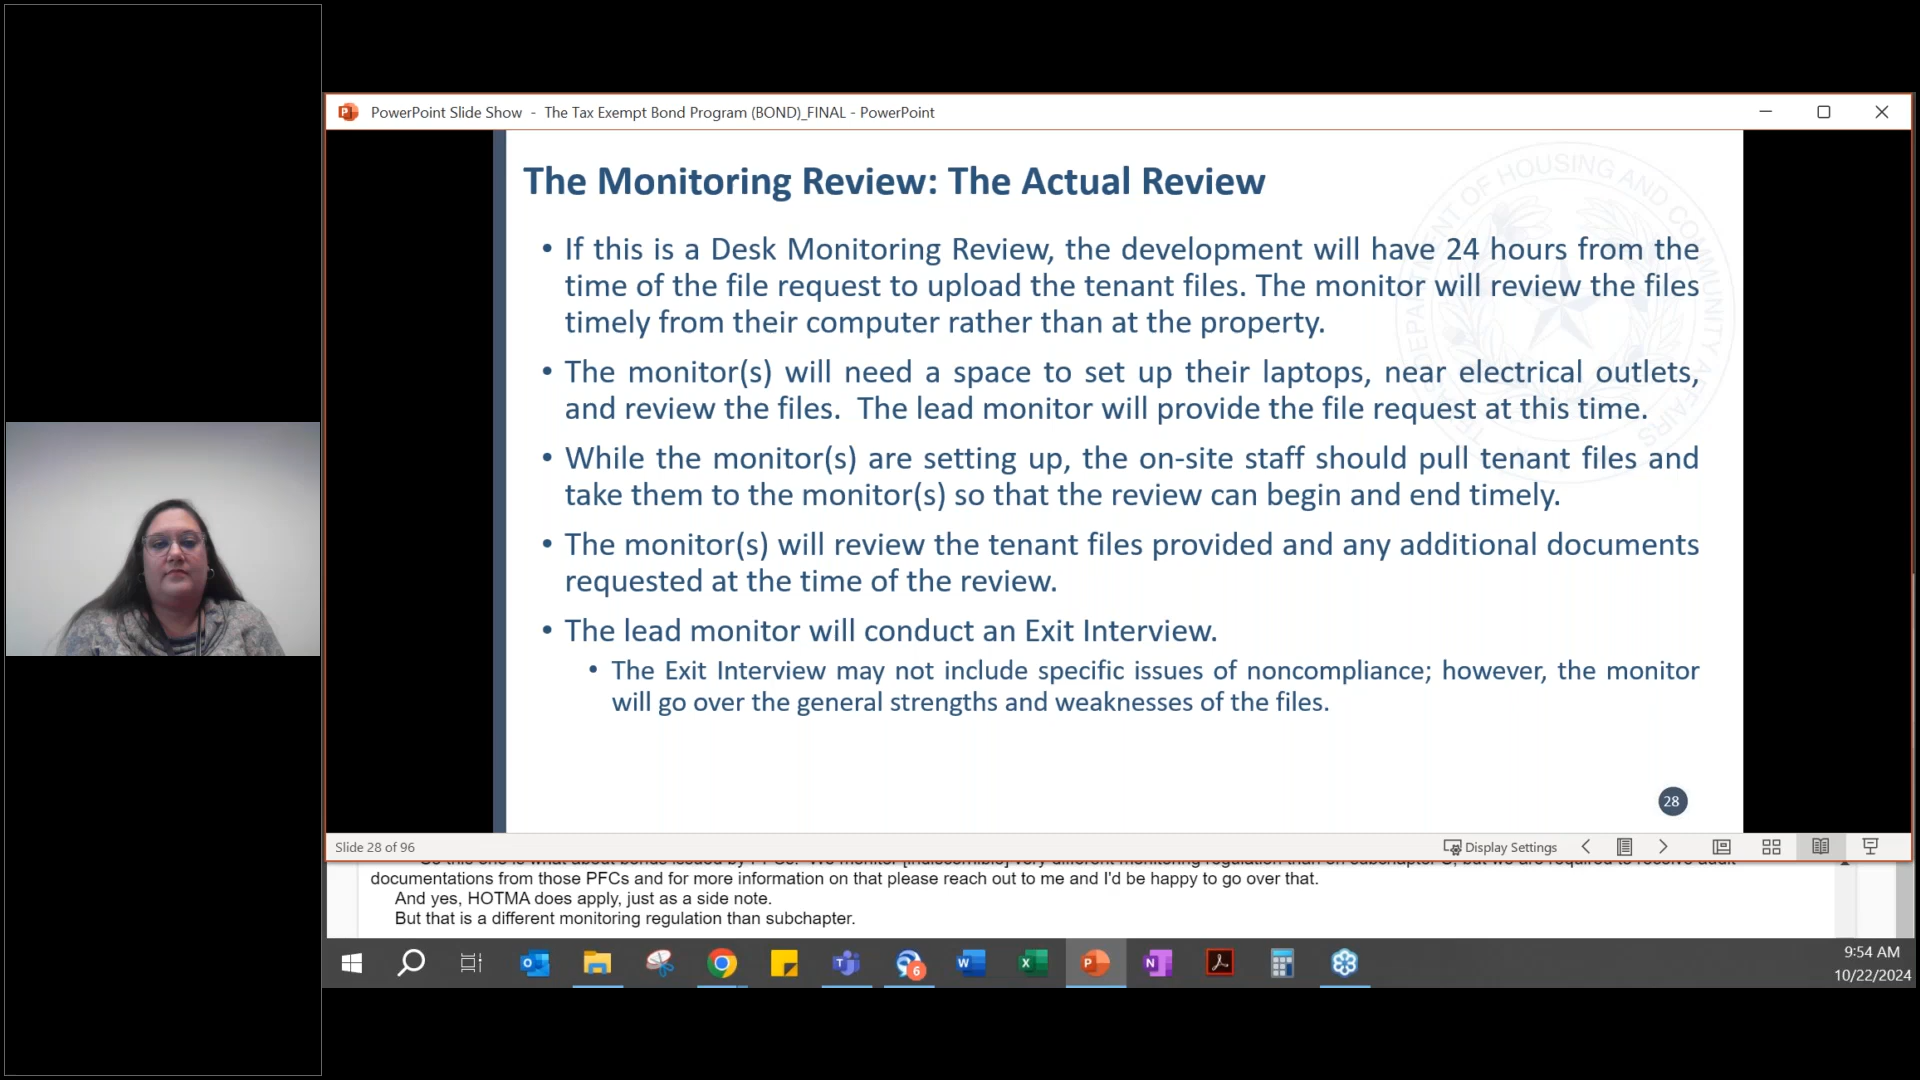 PowerPoint Slide Show - The Tax Exempt Bond Program (BOND)_FINAL - PowerPoint
The Monitoring Review: The Actual Review
• If this is a Desk Monitoring Review, the development will have 24 hours from the
time of the file request to upload the tenant files. The monitor will review the files
timely from their computer rather than at the property.
• The monitor(s) will need a space to set up their laptops, near electrical outlets,
and review the files.  The lead monitor will provide the file request at this time.
• While the monitor(s) are setting up, the on-site staff should pull tenant files and
take them to the monitor(s) so that the review can begin and end timely.
• The monitor(s) will review the tenant files provided and any additional documents
requested at the time of the review.
• The lead monitor will conduct an Exit Interview.
• The Exit Interview may not include specific issues of noncompliance; however, the monitor
will go over the general strengths and weaknesses of the files.
TEXAS DEPARTMENT OF HOUSING AND COMMUNITY AFFAIRS
28
Slide 28 of 96
Display Settings
documentations from those PFCs and for more information on that please reach out to me and I'd be happy to go over that.
And yes, HOTMA does apply, just as a side note.
But that is a different monitoring regulation than subchapter.
6
9:54 AM
10/22/2024